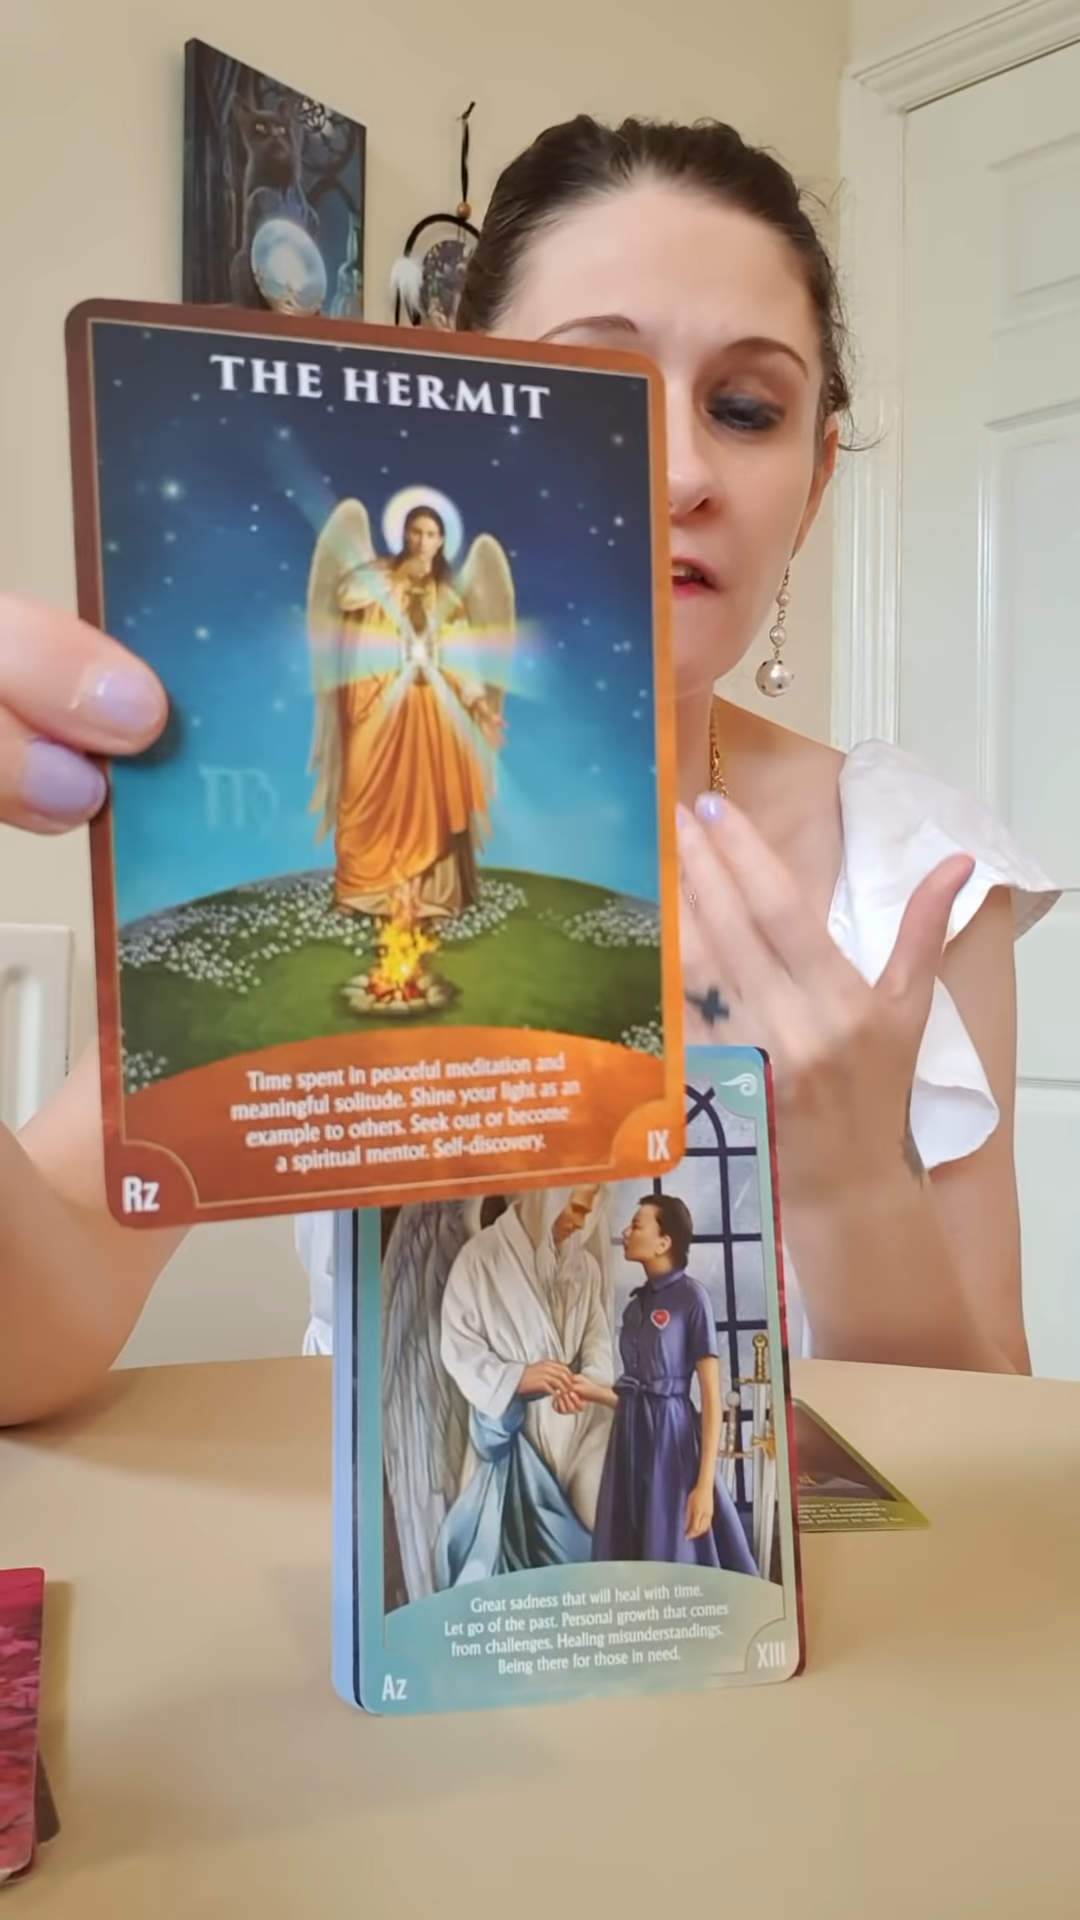 THE HERMIT
Time spent in peaceful meditation and
meaningful solitude. Shine your light as an
example to others. Seek out or become
a spiritual mentor. Self-discovery.
Rz
IX
Great sadness that will heal with time.
Let go of the past. Personal growth that comes
from challenges. Healing misunderstandings.
Being there for those in need.
Az
XIII